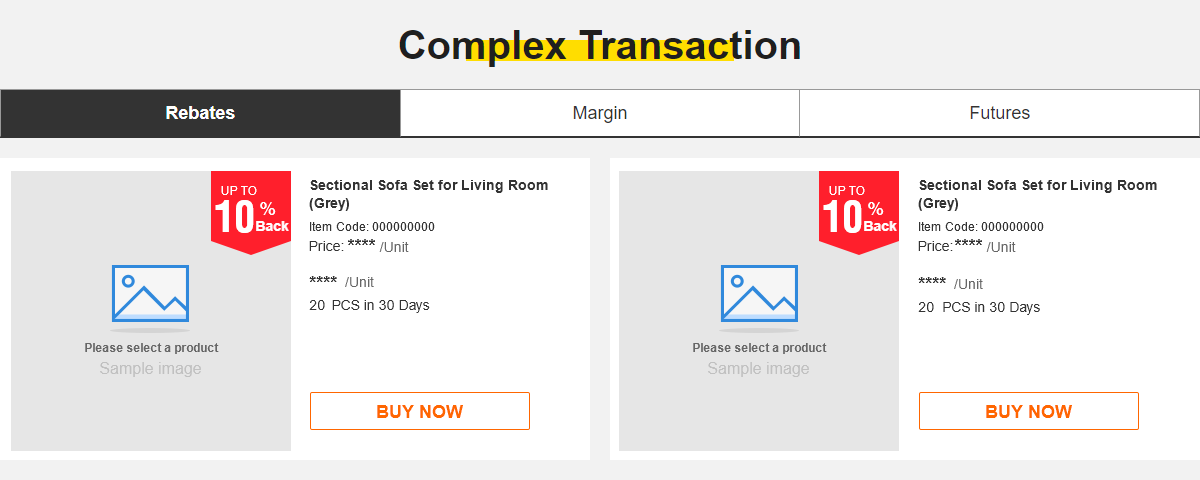 Complex Transaction
Rebates
Margin
Futures
UP TO
10 %
Back
Please select a product
Sample image
Sectional Sofa Set for Living Room
(Grey)
Item Code: 000000000
Price: **** /Unit
**** /Unit
20 PCS in 30 Days
BUY NOW
UP TO
10 %
Back
Please select a product
Sample image
Sectional Sofa Set for Living Room
(Grey)
Item Code: 000000000
Price: **** /Unit
**** /Unit
20 PCS in 30 Days
BUY NOW